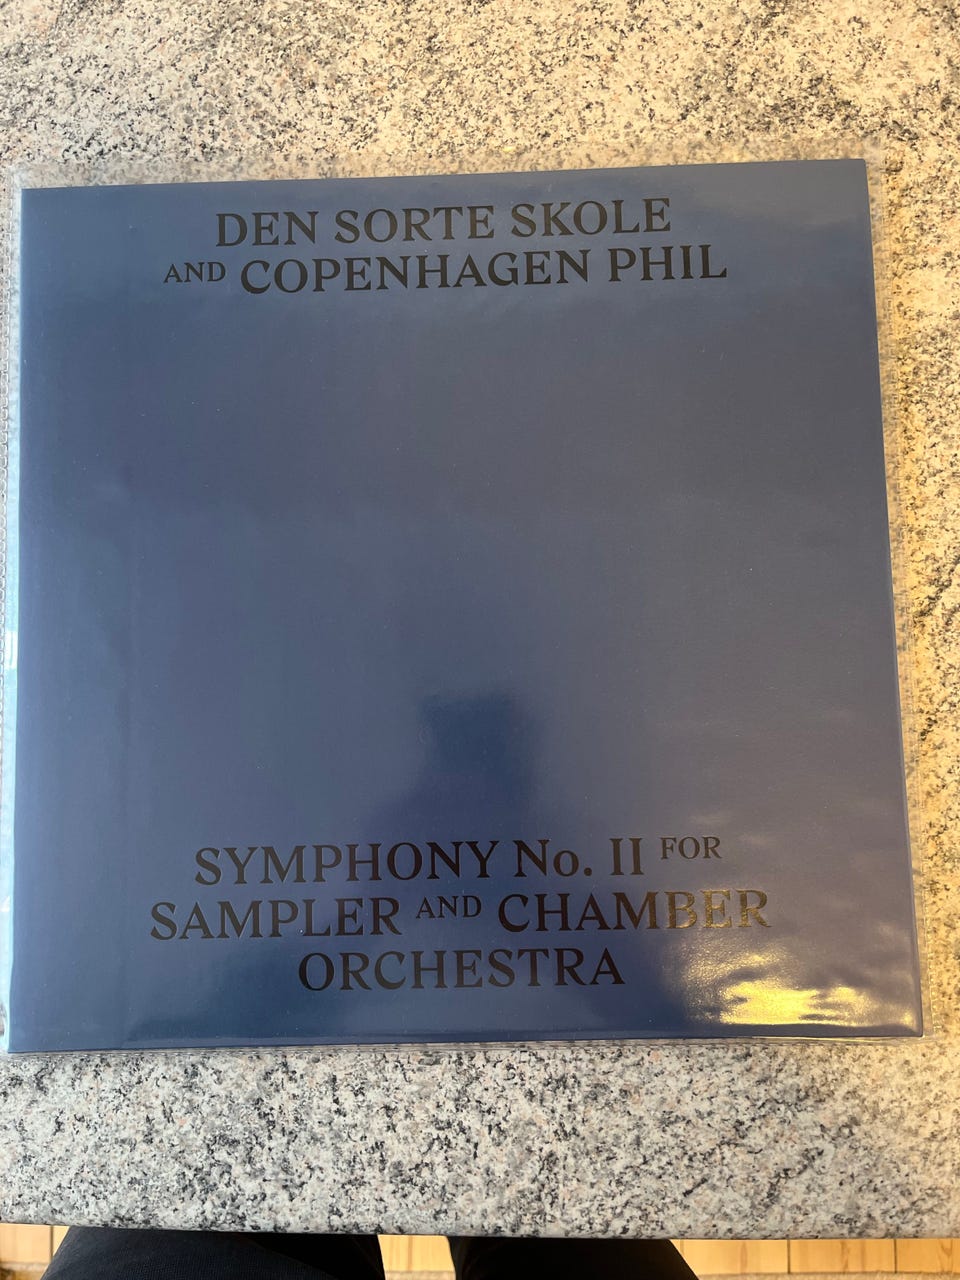 DEN SORTE SKOLE
AND COPENHAGEN PHIL
SYMPHONY No. II FOR
SAMPLER AND CHAMBER
ORCHESTRA